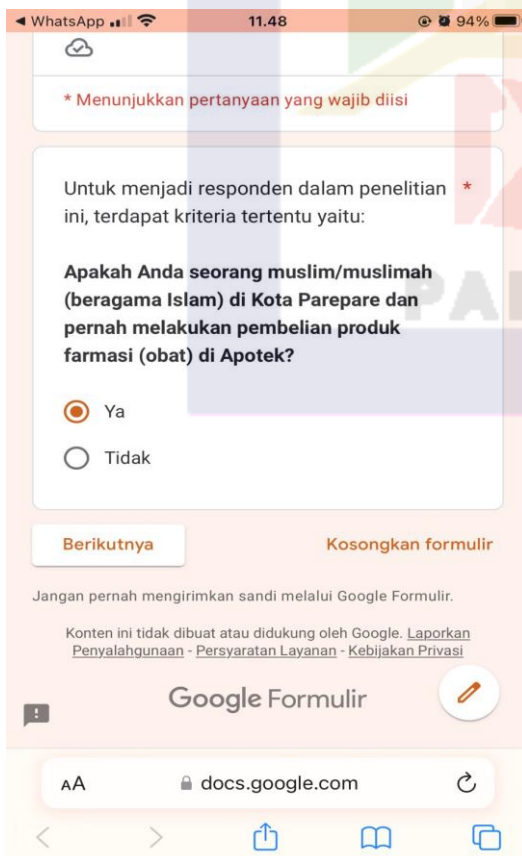 ◄ WhatsApp 11.48 94%
* Menunjukkan pertanyaan yang wajib diisi
Untuk menjadi responden dalam penelitian *
ini, terdapat kriteria tertentu yaitu:
Apakah Anda seorang muslim/muslimah
(beragama Islam) di Kota Parepare dan
pernah melakukan pembelian produk
farmasi (obat) di Apotek?
Ya
Tidak
Berikutnya Kosongkan formulir
Jangan pernah mengirimkan sandi melalui Google Formulir.
Konten ini tidak dibuat atau didukung oleh Google. Laporkan
Penyalahgunaan - Persyaratan Layanan - Kebijakan Privasi
Google Formulir
AA docs.google.com